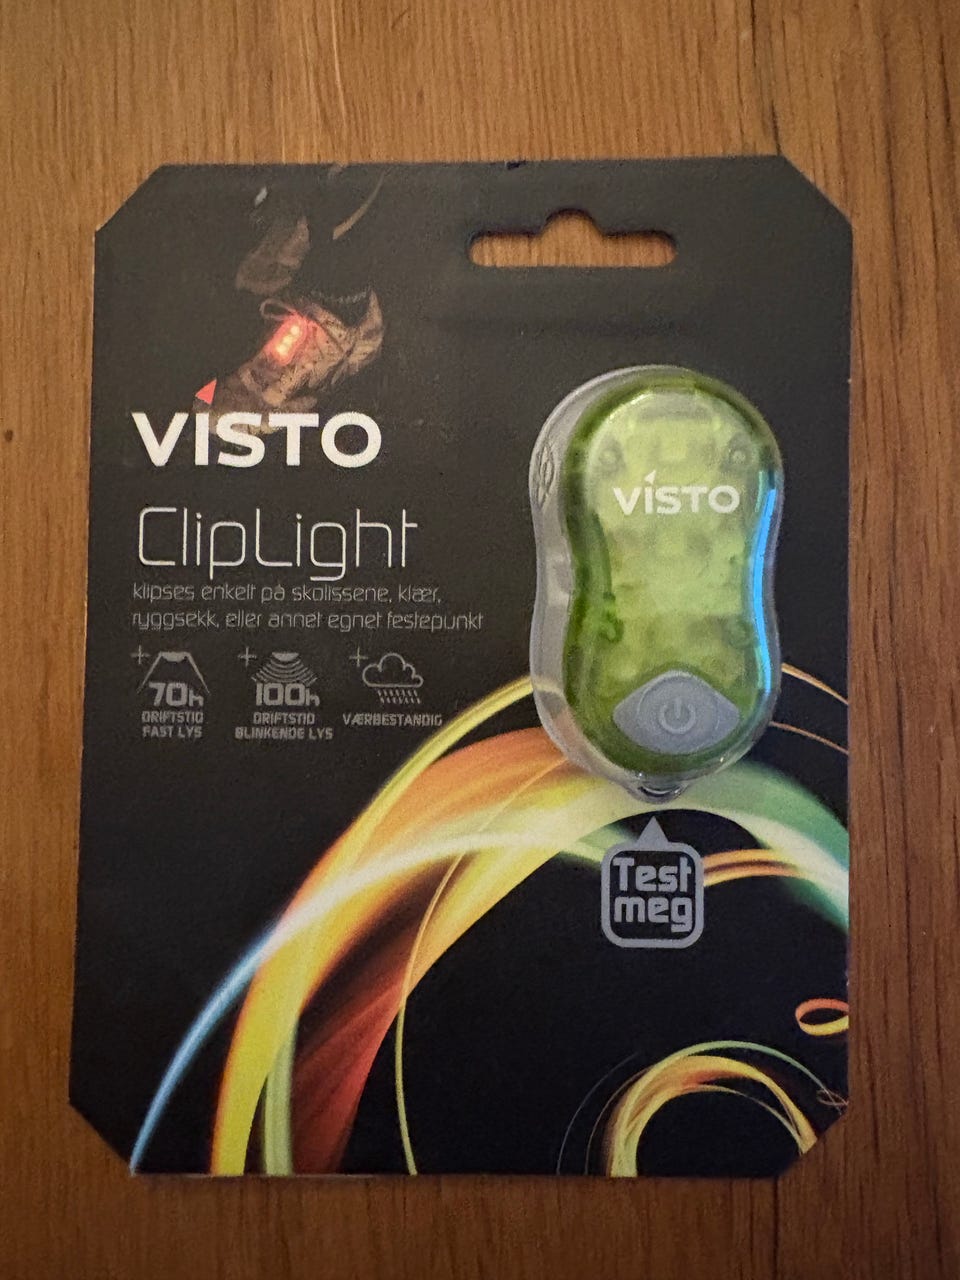 VISTO
ClipLight
klipses enkelt på skolissene, klær,
ryggsekk, eller annet egnet festepunkt
+ 70h
DRIFTSTID
FAST LYS
+ 100h
DRIFTSTID
BLINKENDE LYS
+
VÆRBESTANDIG
VISTO
Test
meg